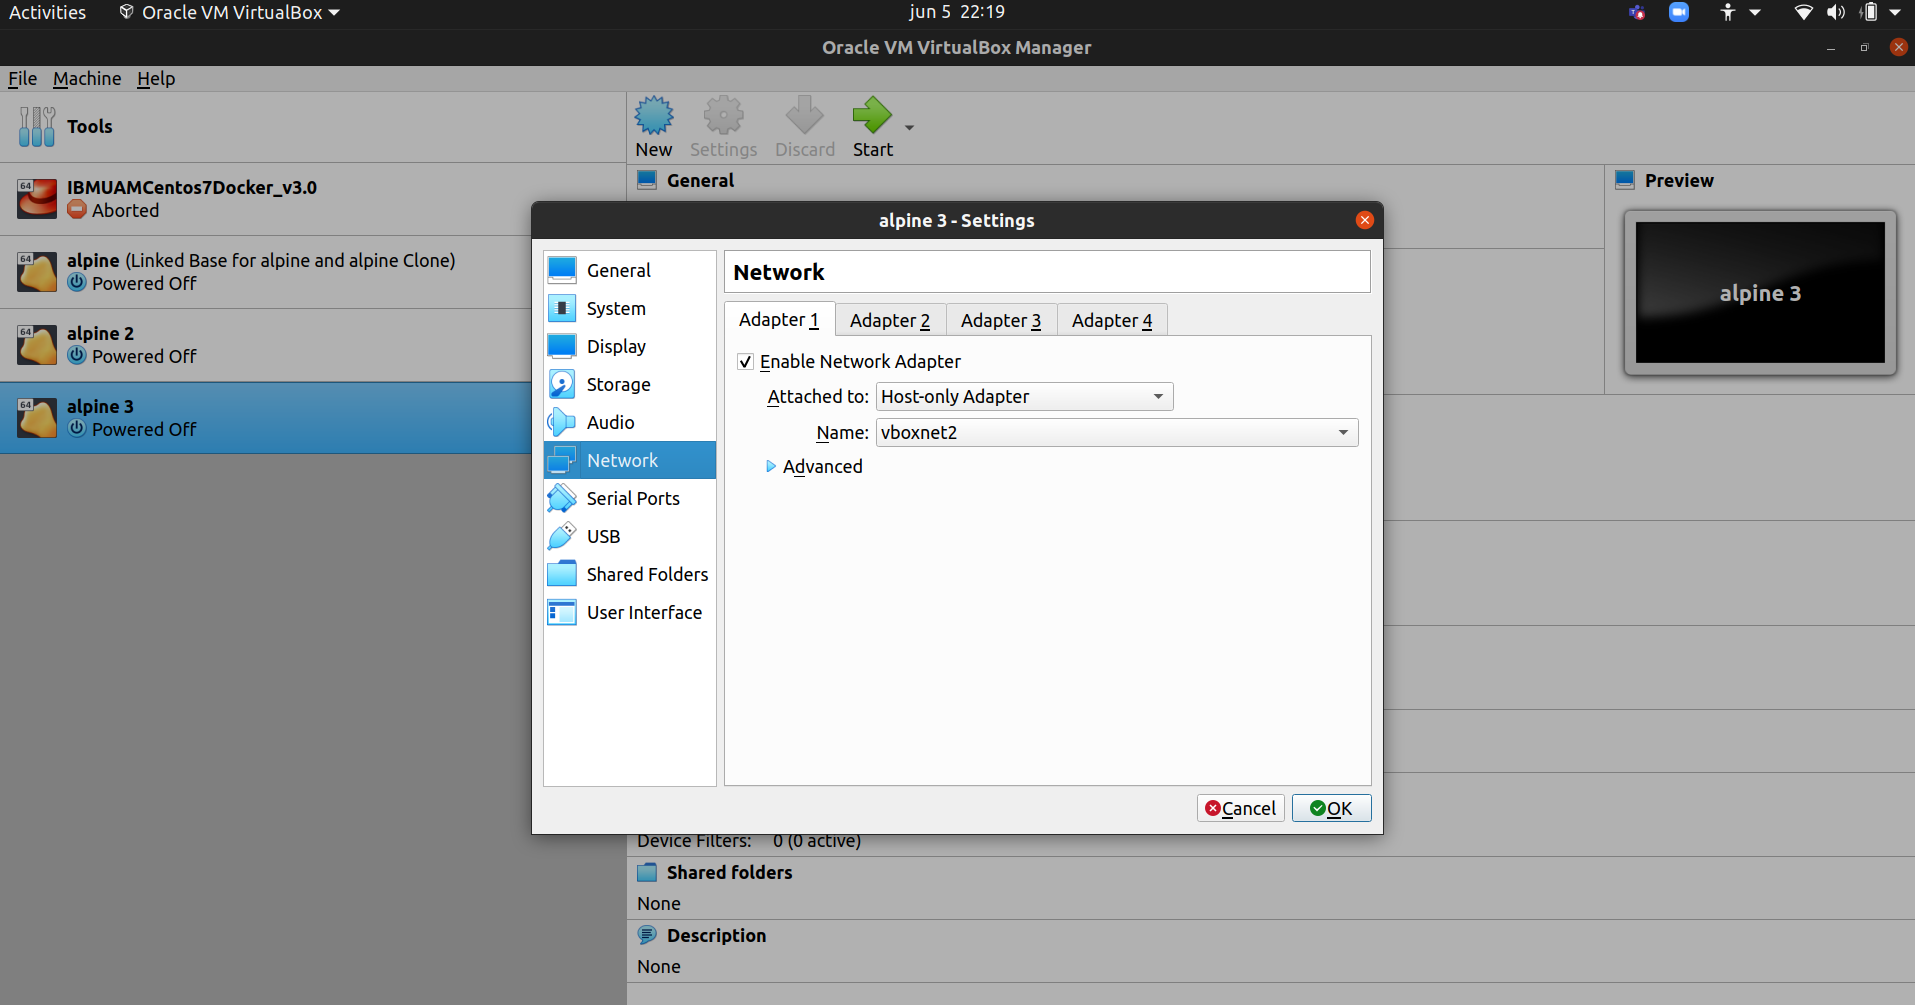 Activities Oracle VM VirtualBox jun 5 22:19
Oracle VM VirtualBox Manager
File Machine Help
Tools
New Settings Discard Start
64 IBMUAMCentos7Docker_v3.0
Aborted
64 alpine (Linked Base for alpine and alpine Clone)
Powered Off
64 alpine 2
Powered Off
64 alpine 3
Powered Off
General
Preview
alpine 3
alpine 3 - Settings
General
System
Display
Storage
Audio
Network
Serial Ports
USB
Shared Folders
User Interface
Network
Adapter 1 Adapter 2 Adapter 3 Adapter 4
Enable Network Adapter
Attached to: Host-only Adapter
Name: vboxnet2
Advanced
Cancel OK
Device Filters: 0 (0 active)
Shared folders
None
Description
None